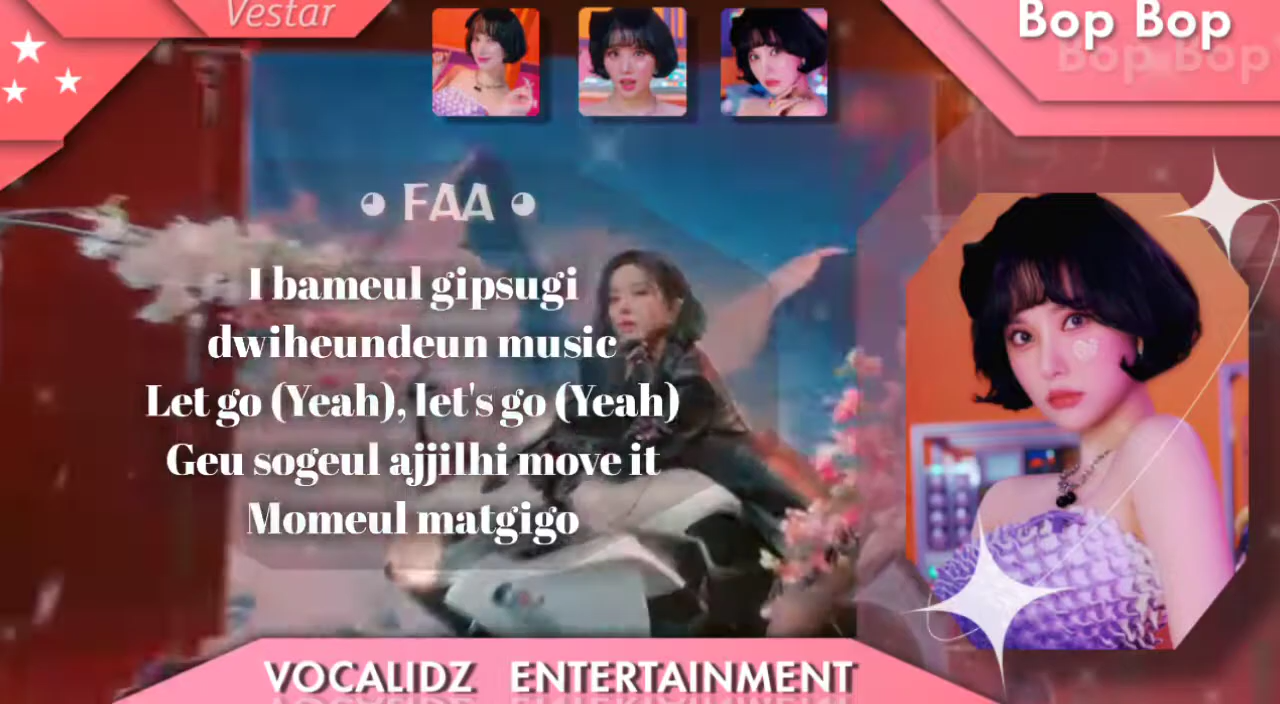 Vestar
Bop Bop
Bop Bop
FAA
I bameul gipsugi
dwiheundeun music
Let go (Yeah), let's go (Yeah)
Geu sogeul ajjilhi move it
Momeul matgigo
VOCALIDZ ENTERTAINMENT